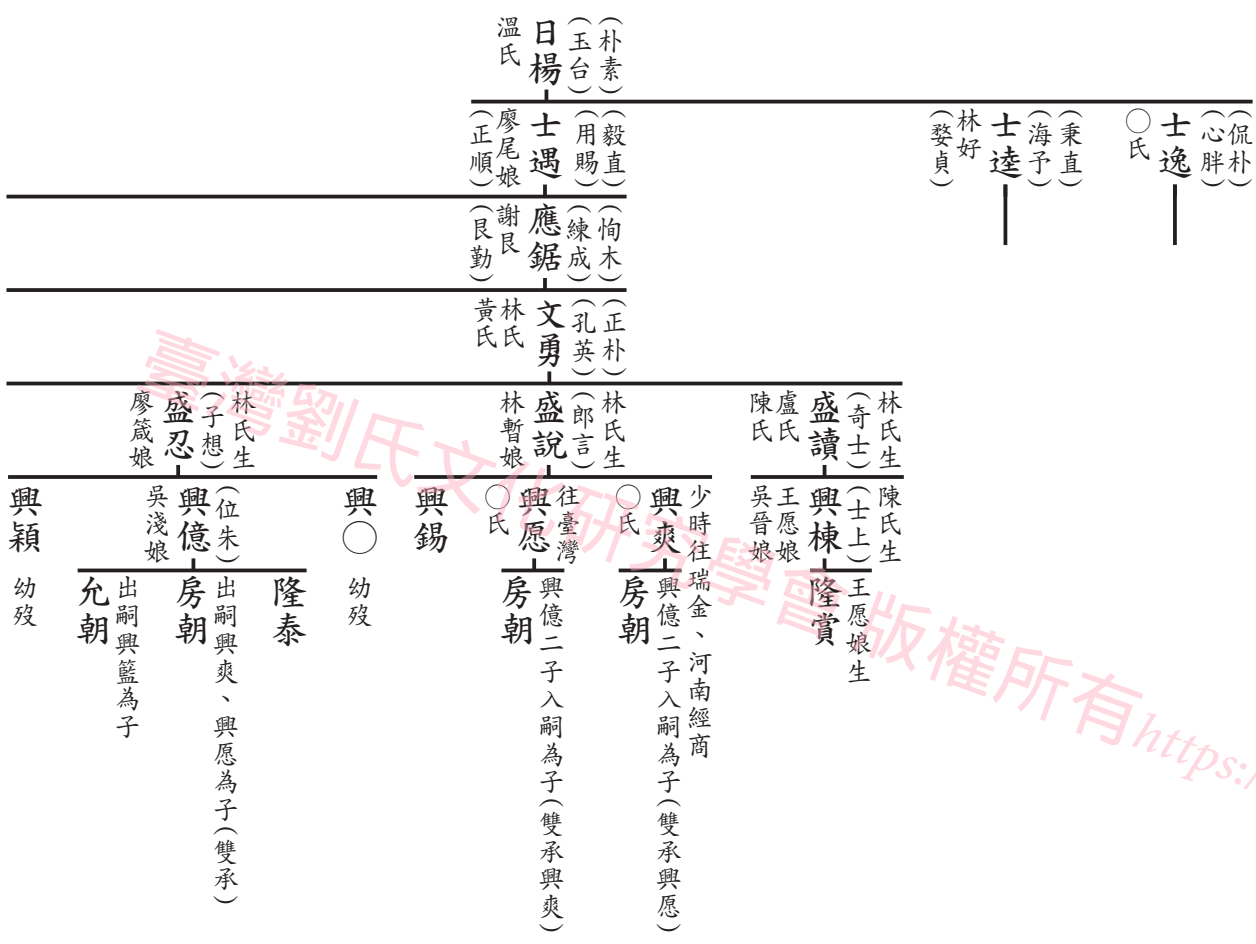 （朴素）
（玉台）
日楊
溫氏
（侃朴）
（心胖）
士逸
〇氏
（秉直）
（海予）
士逵
林好
（婺貞）
（毅直）
（用賜）
士遇
廖尾娘
（正順）
（恂木）
（練成）
應鋸
謝艮
（艮勤）
（正朴）
（孔英）
文勇
林氏
黃氏
林氏生
（奇士）
盛讀
盧氏
陳氏
林氏生
（郎言）
盛說
林暫娘
林氏生
（子想）
盛忍
廖箴娘
陳氏生
（士上）
興棟
王愿娘
吳晉娘
少時往瑞金、河南經商
興爽
〇氏
往臺灣
興愿
〇氏
興錫
興〇
幼歿
（位朱）
興億
吳淺娘
興穎
幼歿
王愿娘生
隆賞
興億二子入嗣為子（雙承興愿）
房朝
興億二子入嗣為子（雙承興爽）
房朝
隆泰
出嗣興爽、興愿為子（雙承）
房朝
出嗣興籃為子
允朝
臺灣劉氏文化研究學會 版權所有https:/